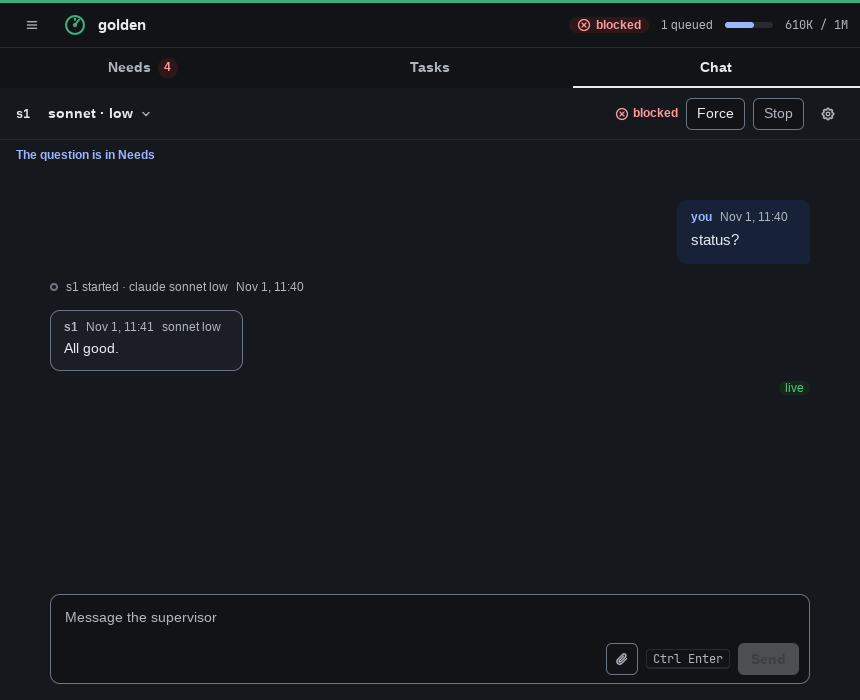 golden
blocked 1 queued 610K / 1M
Needs 4 Tasks Chat
s1 sonnet · low blocked Force Stop
The question is in Needs
you Nov 1, 11:40
status?
s1 started · claude sonnet low Nov 1, 11:40
s1 Nov 1, 11:41 sonnet low
All good.
live
Message the supervisor
Ctrl Enter Send